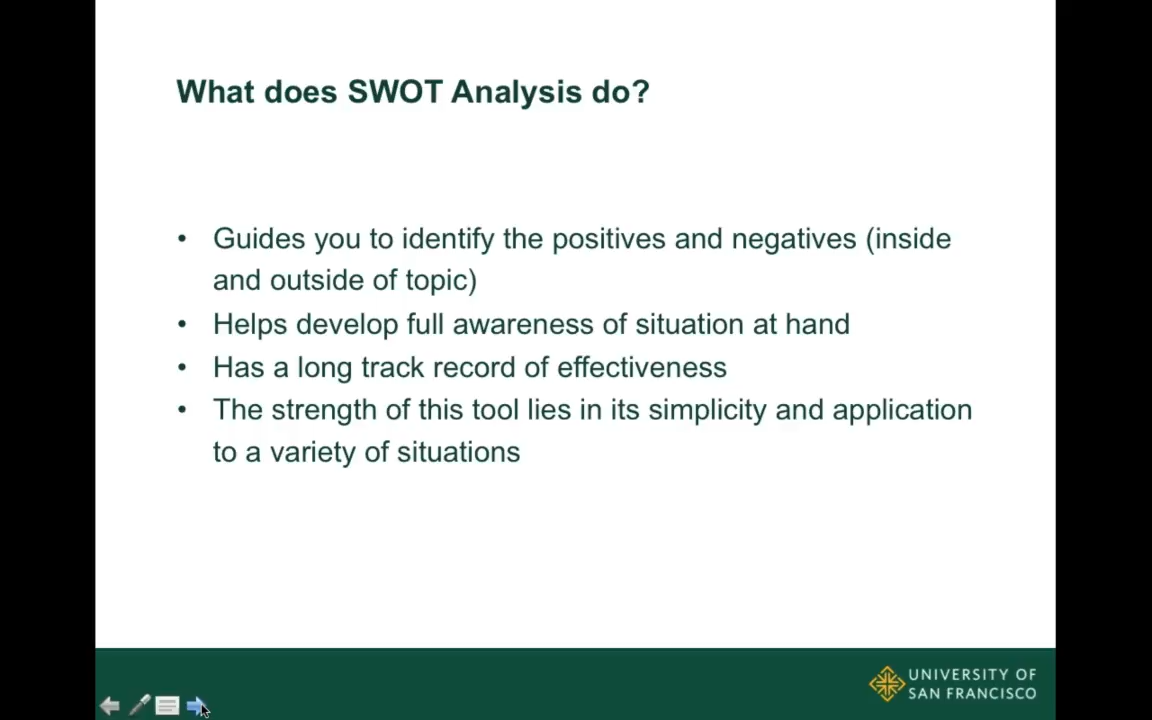 What does SWOT Analysis do?
• Guides you to identify the positives and negatives (inside
and outside of topic)
• Helps develop full awareness of situation at hand
• Has a long track record of effectiveness
• The strength of this tool lies in its simplicity and application
to a variety of situations
UNIVERSITY OF
SAN FRANCISCO